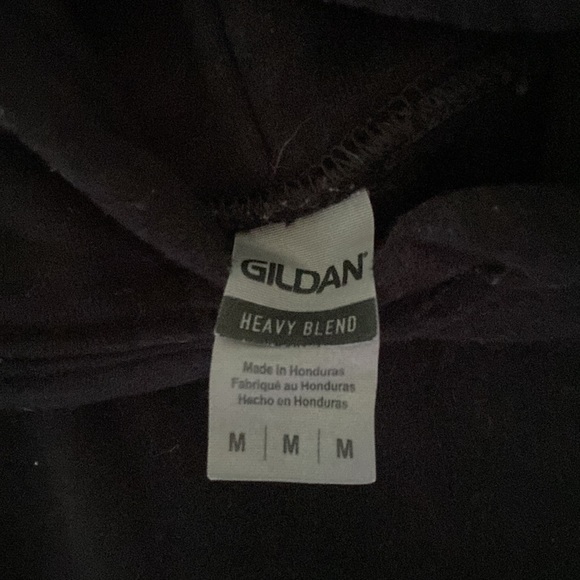 GILDAN
HEAVY BLEND
Made in Honduras
Fabriqué au Honduras
Hecho en Honduras
M | M | M